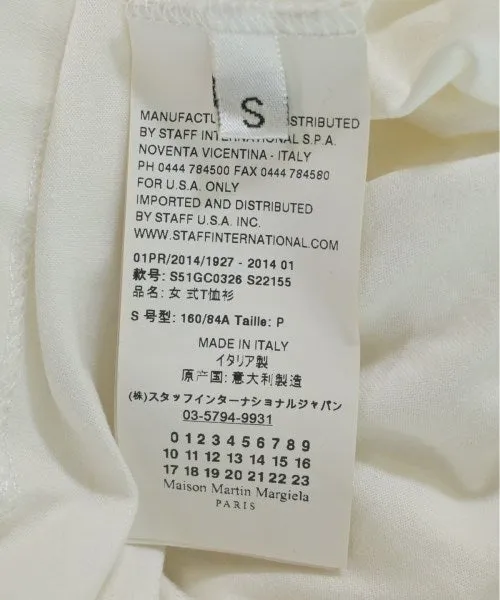 S
MANUFACTU ISTRIBUTED
BY STAFF INTERNATIONAL S.P.A.
NOVENTA VICENTINA - ITALY
PH 0444 784500 FAX 0444 784580
FOR U.S.A. ONLY
IMPORTED AND DISTRIBUTED
BY STAFF U.S.A. INC.
WWW.STAFFINTERNATIONAL.COM
01PR/2014/1927 - 2014 01
款号: S51GC0326 S22155
品名: 女 式T恤衫
S 号型: 160/84A Taille: P
MADE IN ITALY
イタリア製
原产国: 意大利製造
(株)スタッフインターナショナルジャパン
03-5794-9931
0 1 2 3 4 5 6 7 8 9
10 11 12 13 14 15 16
17 18 19 20 21 22 23
Maison Martin Margiela
PARIS